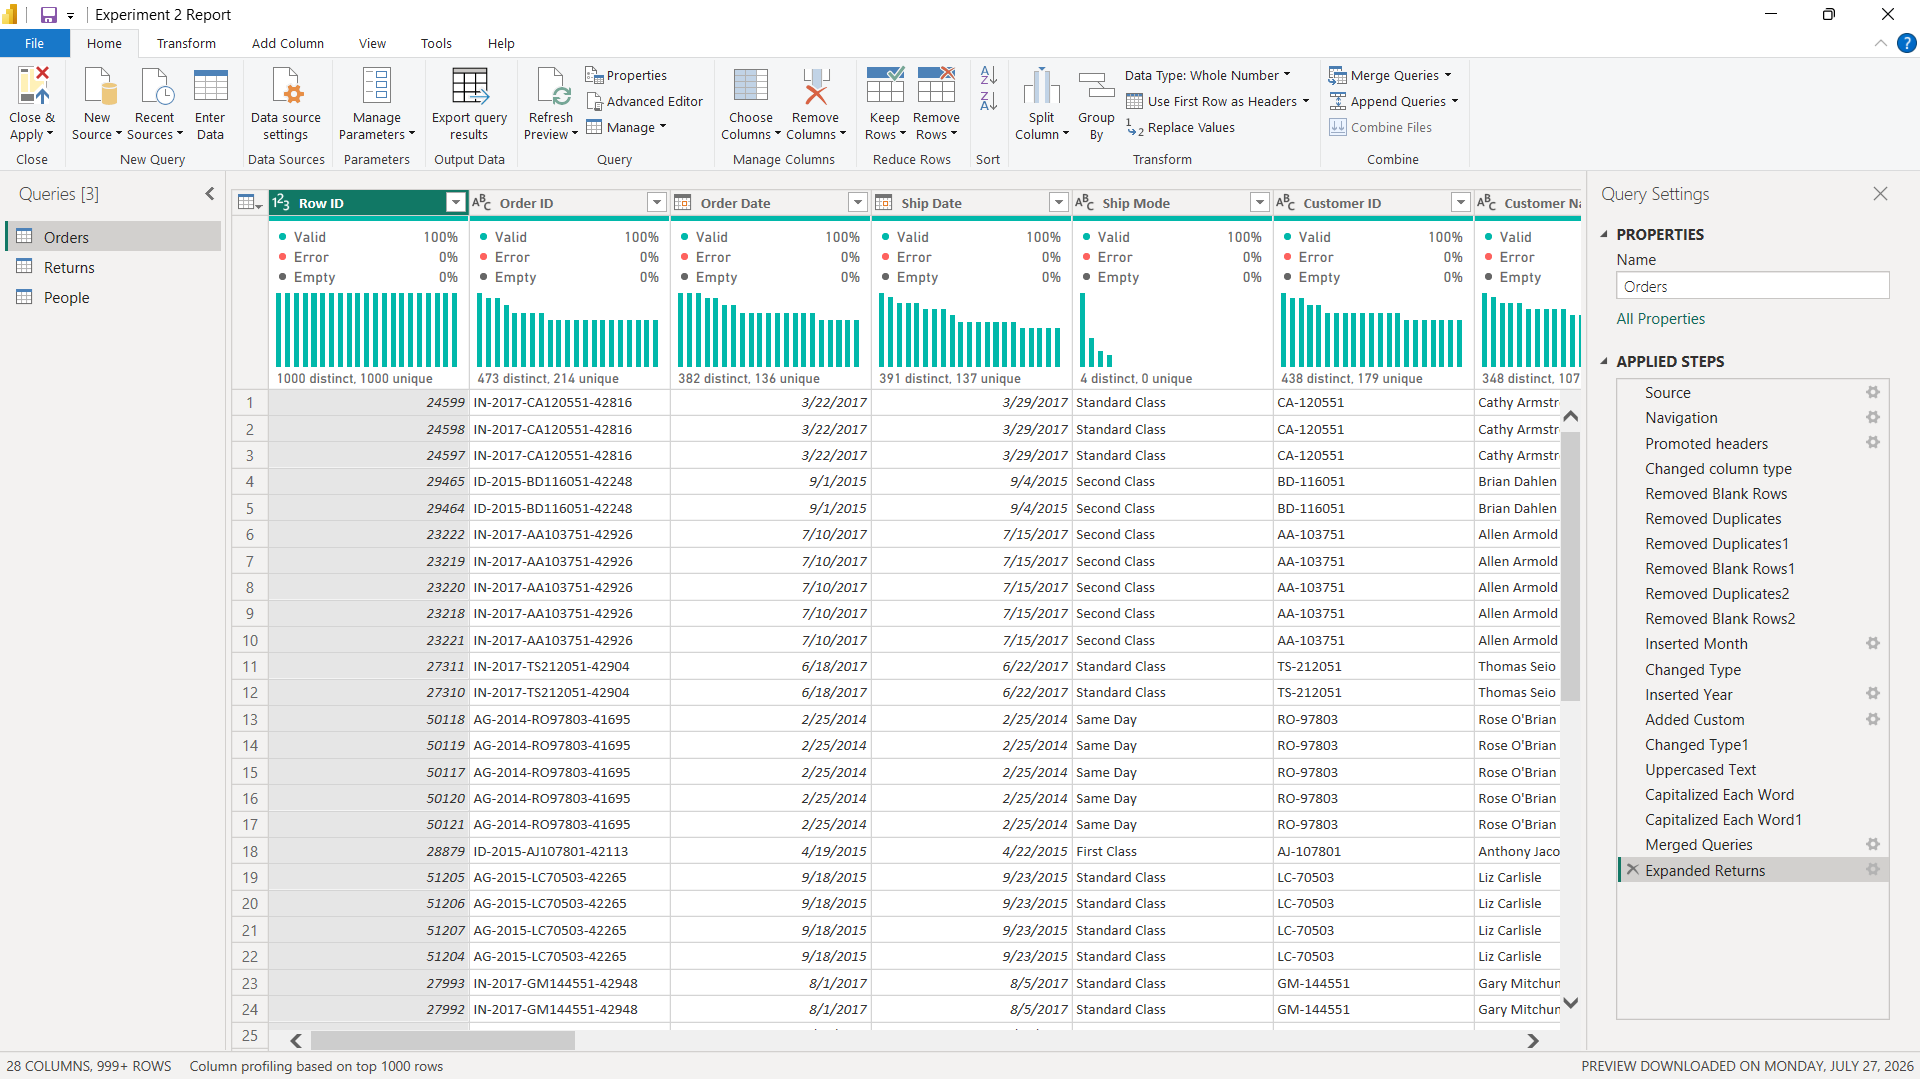 Experiment 2 Report
File Home Transform Add Column View Tools Help
Close & Apply
Close
New Source
Recent Sources
Enter Data
New Query
Data source settings
Data Sources
Manage Parameters
Parameters
Export query results
Output Data
Refresh Preview
Properties
Advanced Editor
Manage
Query
Choose Columns
Remove Columns
Manage Columns
Keep Rows
Remove Rows
Reduce Rows
Sort
Split Column
Group By
Data Type: Whole Number
Use First Row as Headers
Replace Values
Transform
Merge Queries
Append Queries
Combine Files
Combine
Queries [3]
Orders
Returns
People
Row ID Order ID Order Date Ship Date Ship Mode Customer ID Customer Na
Valid 100% Valid 100% Valid 100% Valid 100% Valid 100% Valid 100% Valid
Error 0% Error 0% Error 0% Error 0% Error 0% Error 0% Error
Empty 0% Empty 0% Empty 0% Empty 0% Empty 0% Empty 0% Empty
1000 distinct, 1000 unique 473 distinct, 214 unique 382 distinct, 136 unique 391 distinct, 137 unique 4 distinct, 0 unique 438 distinct, 179 unique 348 distinct, 107
1 24599 IN-2017-CA120551-42816 3/22/2017 3/29/2017 Standard Class CA-120551 Cathy Armstr
2 24598 IN-2017-CA120551-42816 3/22/2017 3/29/2017 Standard Class CA-120551 Cathy Armstr
3 24597 IN-2017-CA120551-42816 3/22/2017 3/29/2017 Standard Class CA-120551 Cathy Armstr
4 29465 ID-2015-BD116051-42248 9/1/2015 9/4/2015 Second Class BD-116051 Brian Dahlen
5 29464 ID-2015-BD116051-42248 9/1/2015 9/4/2015 Second Class BD-116051 Brian Dahlen
6 23222 IN-2017-AA103751-42926 7/10/2017 7/15/2017 Second Class AA-103751 Allen Armold
7 23219 IN-2017-AA103751-42926 7/10/2017 7/15/2017 Second Class AA-103751 Allen Armold
8 23220 IN-2017-AA103751-42926 7/10/2017 7/15/2017 Second Class AA-103751 Allen Armold
9 23218 IN-2017-AA103751-42926 7/10/2017 7/15/2017 Second Class AA-103751 Allen Armold
10 23221 IN-2017-AA103751-42926 7/10/2017 7/15/2017 Second Class AA-103751 Allen Armold
11 27311 IN-2017-TS212051-42904 6/18/2017 6/22/2017 Standard Class TS-212051 Thomas Seio
12 27310 IN-2017-TS212051-42904 6/18/2017 6/22/2017 Standard Class TS-212051 Thomas Seio
13 50118 AG-2014-RO97803-41695 2/25/2014 2/25/2014 Same Day RO-97803 Rose O'Brian
14 50119 AG-2014-RO97803-41695 2/25/2014 2/25/2014 Same Day RO-97803 Rose O'Brian
15 50117 AG-2014-RO97803-41695 2/25/2014 2/25/2014 Same Day RO-97803 Rose O'Brian
16 50120 AG-2014-RO97803-41695 2/25/2014 2/25/2014 Same Day RO-97803 Rose O'Brian
17 50121 AG-2014-RO97803-41695 2/25/2014 2/25/2014 Same Day RO-97803 Rose O'Brian
18 28879 ID-2015-AJ107801-42113 4/19/2015 4/22/2015 First Class AJ-107801 Anthony Jaco
19 51205 AG-2015-LC70503-42265 9/18/2015 9/23/2015 Standard Class LC-70503 Liz Carlisle
20 51206 AG-2015-LC70503-42265 9/18/2015 9/23/2015 Standard Class LC-70503 Liz Carlisle
21 51207 AG-2015-LC70503-42265 9/18/2015 9/23/2015 Standard Class LC-70503 Liz Carlisle
22 51204 AG-2015-LC70503-42265 9/18/2015 9/23/2015 Standard Class LC-70503 Liz Carlisle
23 27993 IN-2017-GM144551-42948 8/1/2017 8/5/2017 Standard Class GM-144551 Gary Mitchun
24 27992 IN-2017-GM144551-42948 8/1/2017 8/5/2017 Standard Class GM-144551 Gary Mitchun
25
Query Settings
PROPERTIES
Name
Orders
All Properties
APPLIED STEPS
Source
Navigation
Promoted headers
Changed column type
Removed Blank Rows
Removed Duplicates
Removed Duplicates1
Removed Blank Rows1
Removed Duplicates2
Removed Blank Rows2
Inserted Month
Changed Type
Inserted Year
Added Custom
Changed Type1
Uppercased Text
Capitalized Each Word
Capitalized Each Word1
Merged Queries
Expanded Returns
28 COLUMNS, 999+ ROWS Column profiling based on top 1000 rows
PREVIEW DOWNLOADED ON MONDAY, JULY 27, 2026